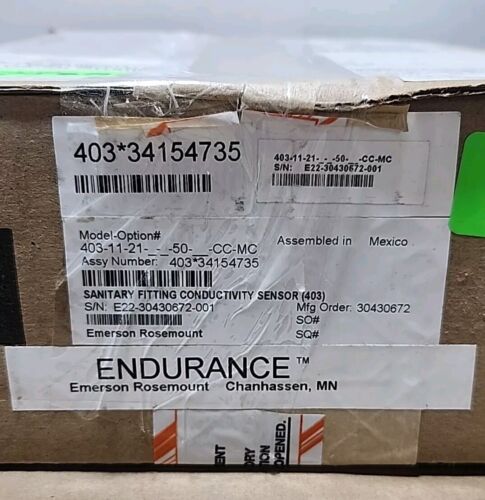 403*34154735
403-11-21-_-_-50-__-CC-MC
S/N: E22-30430672-001
Model-Option#
403-11-21-_-_-50-__-CC-MC
Assembled in Mexico
Assy Number: 403*34154735
SANITARY FITTING CONDUCTIVITY SENSOR (403)
S/N: E22-30430672-001
Mfg Order: 30430672
SO#
Emerson Rosemount
SQ#
ENDURANCE™
Emerson Rosemount Chanhassen, MN
OPENED.